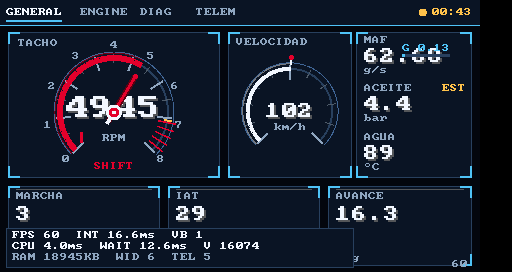 GENERAL ENGINE DIAG TELEM 00:43
TACHO
0 1 2 3 4 5 6 7 8
4945
RPM
SHIFT
VELOCIDAD
102
km/h
MAF
G 0.13
g/s
ACEITE EST
4.4
bar
AGUA
89
°C
MARCHA
3
IAT
29
AVANCE
16.3
60
FPS 60 INT 16.6ms VB 1
CPU 4.0ms WAIT 12.6ms V 16074
RAM 18945KB WID 6 TEL 5